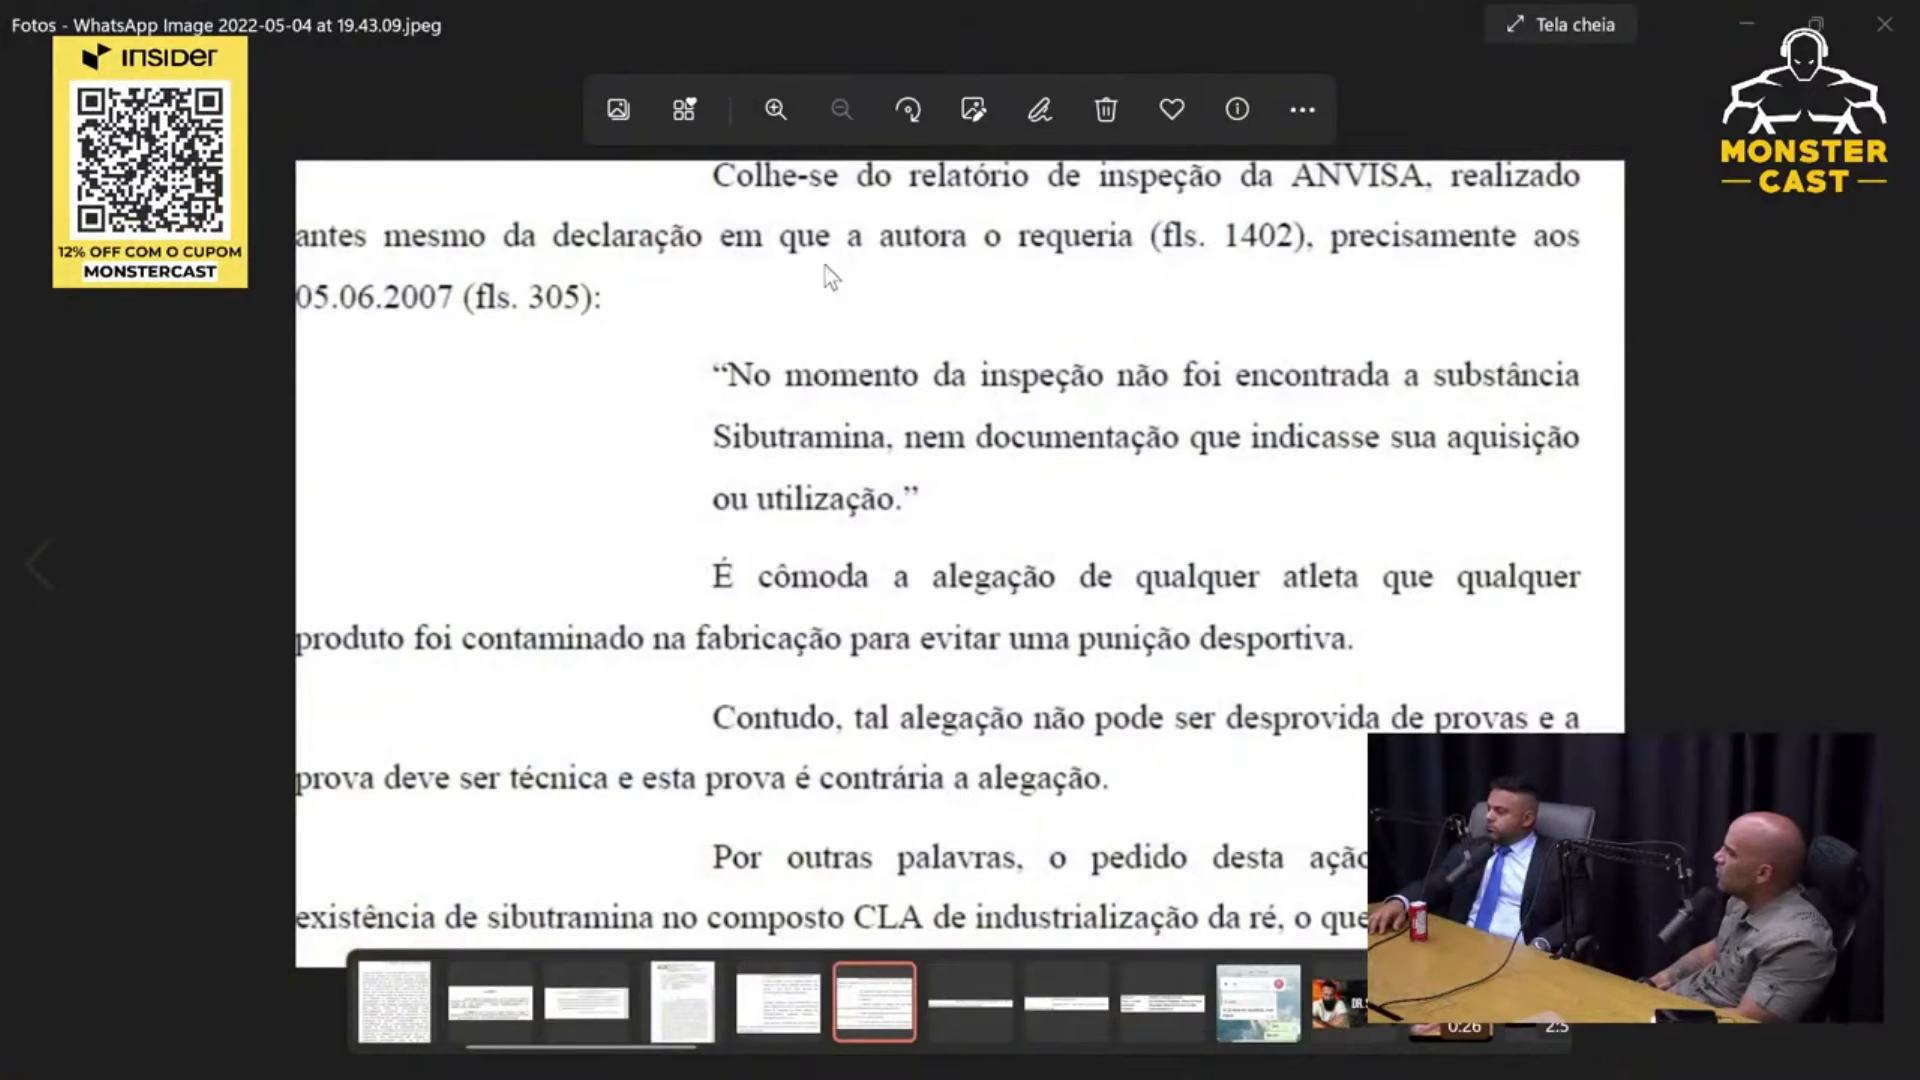 Fotos - WhatsApp Image 2022-05-04 at 19.43.09.jpeg
Tela cheia
INSIDER
12% OFF COM O CUPOM
MONSTERCAST
MONSTER
CAST
Colhe-se do relatório de inspeção da ANVISA, realizado
antes mesmo da declaração em que a autora o requeria (fls. 1402), precisamente aos
05.06.2007 (fls. 305):
“No momento da inspeção não foi encontrada a substância
Sibutramina, nem documentação que indicasse sua aquisição
ou utilização.”
É cômoda a alegação de qualquer atleta que qualquer
produto foi contaminado na fabricação para evitar uma punição desportiva.
Contudo, tal alegação não pode ser desprovida de provas e a
prova deve ser técnica e esta prova é contrária a alegação.
Por outras palavras, o pedido desta
existência de sibutramina no composto CLA de industrialização da ré, o que
DR.
0:26
2:5